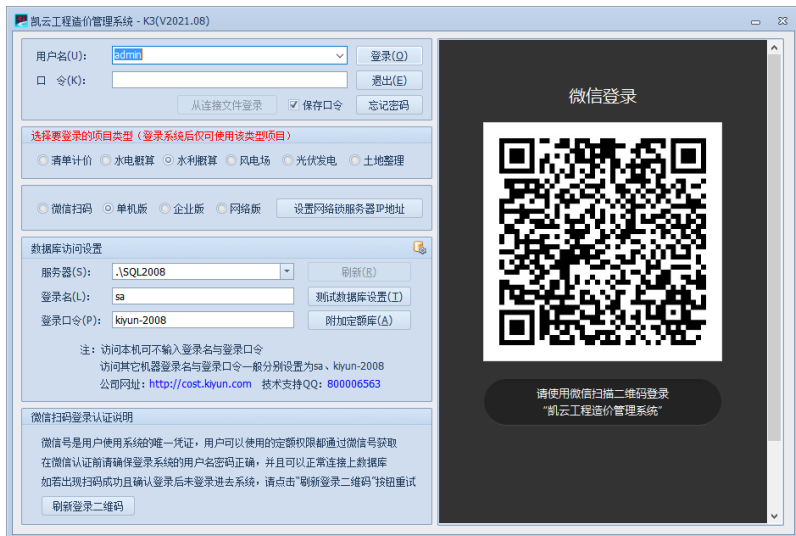 凯云工程造价管理系统 - K3(V2021.08)
用户名(U): admin 登录(O)
口 令(K): 退出(E)
从连接文件登录 保存口令 忘记密码
选择要登录的项目类型（登录系统后仅可使用该类型项目）
清单计价 水电概算 水利概算 风电场 光伏发电 土地整理
微信扫码 单机版 企业版 网络版 设置网络锁服务器IP地址
数据库访问设置
服务器(S): .\SQL2008 刷新(R)
登录名(L): sa 测试数据库设置(T)
登录口令(P): kiyun-2008 附加定额库(A)
注：访问本机可不输入登录名与登录口令
访问其它机器登录名与登录口令一般分别设置为sa、kiyun-2008
公司网址：http://cost.kiyun.com 技术支持QQ：800006563
微信扫码登录认证说明
微信号是用户使用系统的唯一凭证，用户可以使用的定额权限都通过微信号获取
在微信认证前请确保登录系统的用户名密码正确，并且可以正常连接上数据库
如若出现扫码成功且确认登录后未登录进去系统，请点击"刷新登录二维码"按钮重试
刷新登录二维码
微信登录
请使用微信扫描二维码登录
"凯云工程造价管理系统"